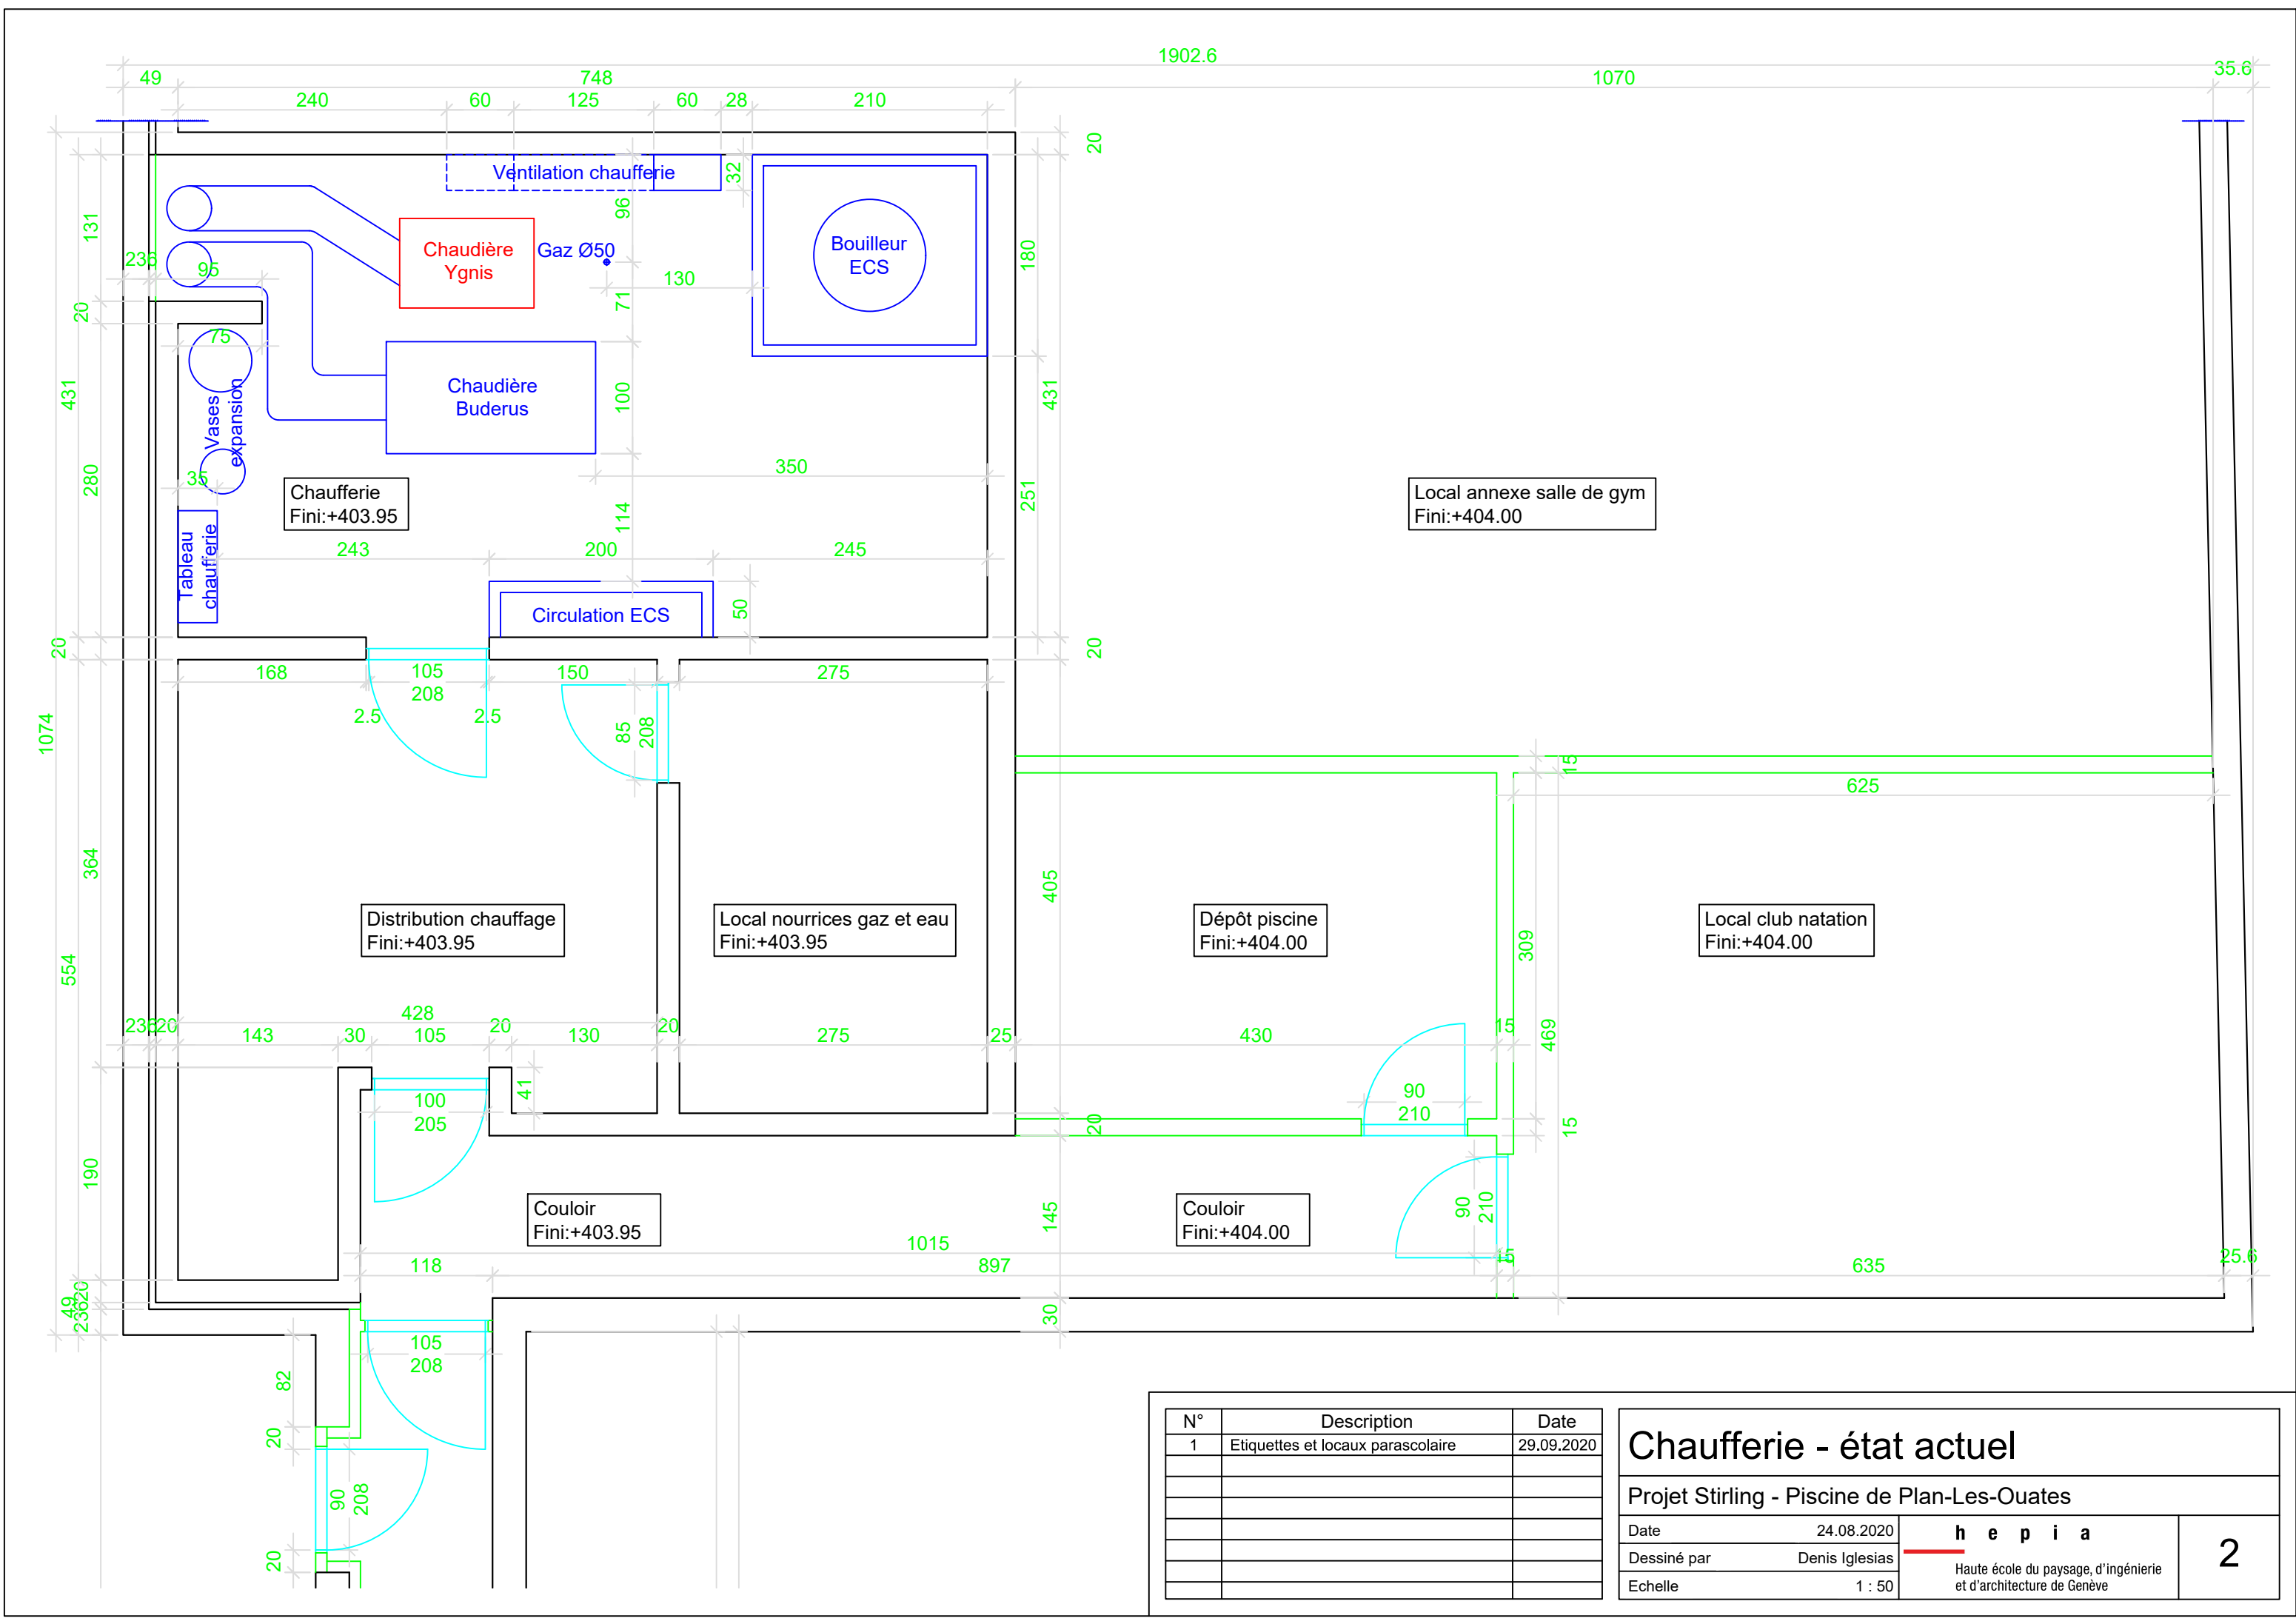 1902.6
49
748
1070
35.6
240
60
125
60
28
210
20
Ventilation chaufferie
32
96
131
Chaudière
Ygnis
Gaz Ø50
Bouilleur
ECS
180
236
95
130
71
20
75
Chaudière
Buderus
100
431
431
Vases
expansion
280
35
350
251
Chaufferie
Fini:+403.95
Local annexe salle de gym
Fini:+404.00
114
243
200
245
Tableau
chaufferie
Circulation ECS
50
20
20
168
105
208
150
275
2.5
2.5
85
208
1074
15
625
364
405
Distribution chauffage
Fini:+403.95
Local nourrices gaz et eau
Fini:+403.95
Dépôt piscine
Fini:+404.00
Local club natation
Fini:+404.00
309
554
428
236
20
143
30
105
20
130
20
275
25
430
15
469
41
100
205
90
210
20
15
190
Couloir
Fini:+403.95
Couloir
Fini:+404.00
145
90
210
1015
118
897
15
635
25.6
49
20
236
30
105
208
82
20
90
208
20
N° Description Date
1 Etiquettes et locaux parascolaire 29.09.2020
Chaufferie - état actuel
Projet Stirling - Piscine de Plan-Les-Ouates
Date 24.08.2020
Dessiné par Denis Iglesias
Echelle 1 : 50
h e p i a
Haute école du paysage, d'ingénierie
et d'architecture de Genève
2